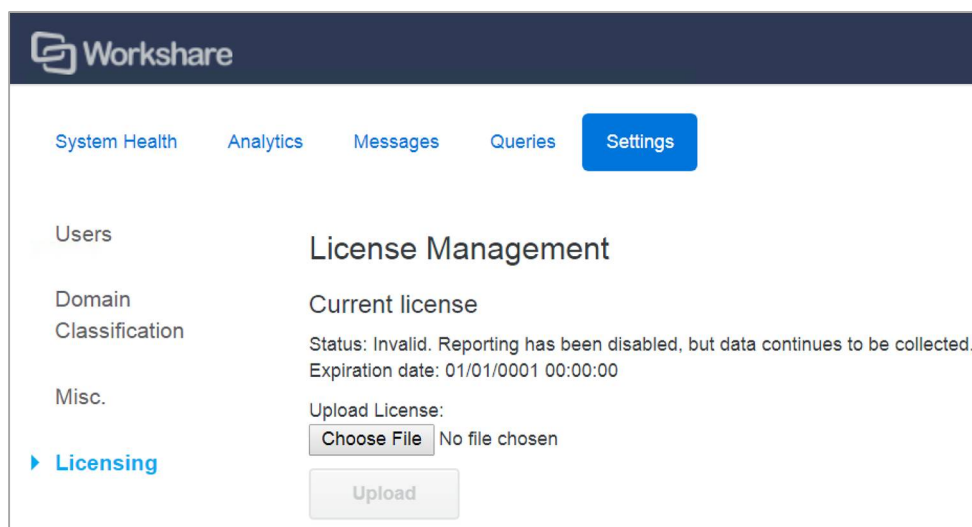 Workshare
System Health Analytics Messages Queries Settings
Users
Domain
Classification
Misc.
Licensing
License Management
Current license
Status: Invalid. Reporting has been disabled, but data continues to be collected.
Expiration date: 01/01/0001 00:00:00
Upload License:
Choose File No file chosen
Upload